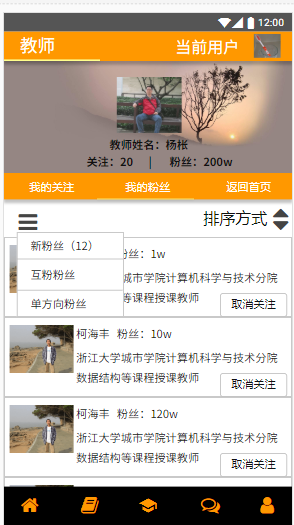 12:00
教师
当前用户
教师姓名：杨枨
关注：20 | 粉丝：200w
我的关注 我的粉丝 返回首页
排序方式
新粉丝（12）
互粉粉丝
单方向粉丝
粉丝：1w
城市学院计算机科学与技术分院
等课程授课教师
取消关注
柯海丰 粉丝：10w
浙江大学城市学院计算机科学与技术分院
数据结构等课程授课教师
取消关注
柯海丰 粉丝：120w
浙江大学城市学院计算机科学与技术分院
数据结构等课程授课教师
取消关注